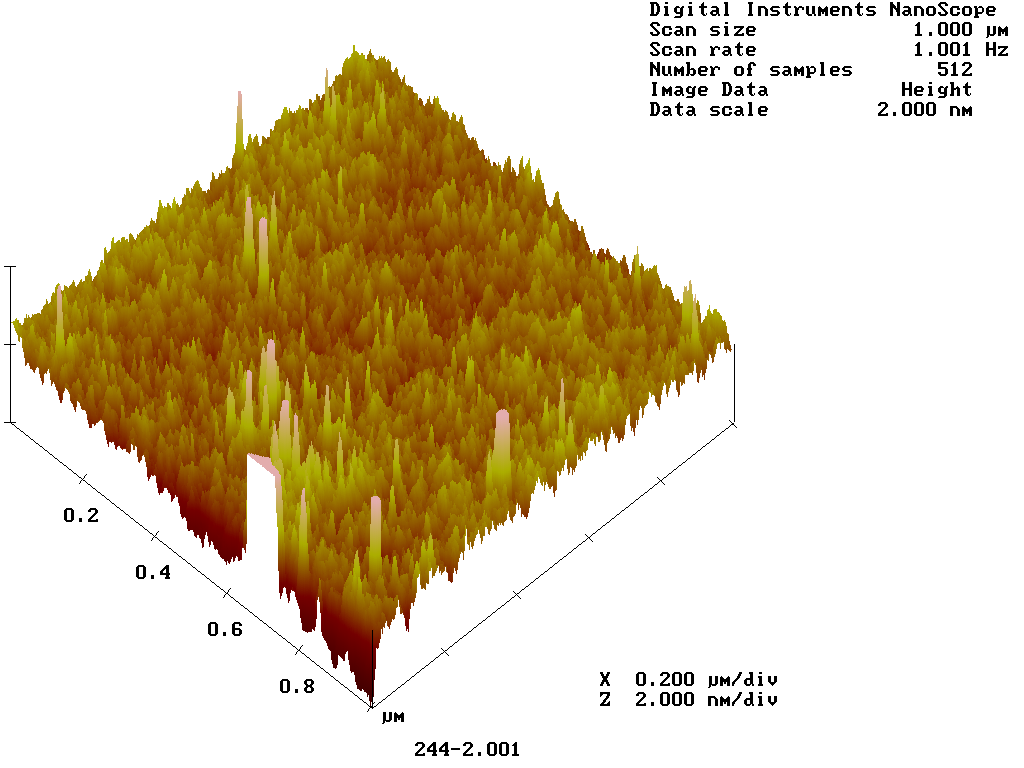 Digital Instruments NanoScope
Scan size 1.000 µm
Scan rate 1.001 Hz
Number of samples 512
Image Data Height
Data scale 2.000 nm
0.2
0.4
0.6
0.8
µm
X 0.200 µm/div
Z 2.000 nm/div
244-2.001